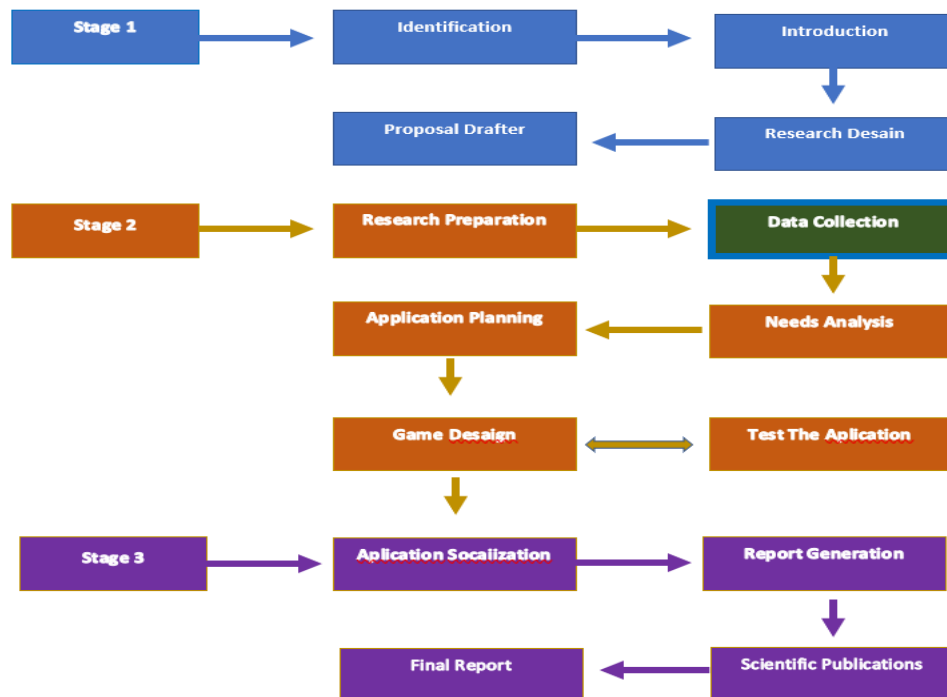 Stage 1
Identification
Introduction
Proposal Drafter
Research Desain
Stage 2
Research Preparation
Data Collection
Application Planning
Needs Analysis
Game Desaign
Test The Aplication
Stage 3
Aplication Socailization
Report Generation
Final Report
Scientific Publications